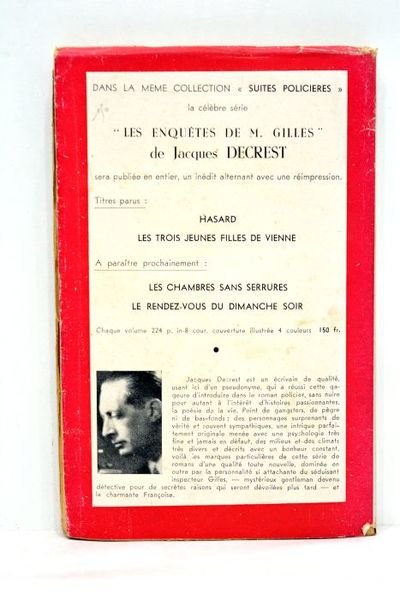 DANS LA MEME COLLECTION « SUITES POLICIERES »
la célèbre série
"LES ENQUÊTES DE M. GILLES"
de Jacques DECREST
sera publiée en entier, un inédit alternant avec une réimpression.
Titres parus :
HASARD
LES TROIS JEUNES FILLES DE VIENNE
A paraître prochainement :
LES CHAMBRES SANS SERRURES
LE RENDEZ-VOUS DU DIMANCHE SOIR
Chaque volume 224 p. in-8 cour. couverture illustrée 4 couleurs 150 fr.
Jacques Decrest est un écrivain de qualité,
usant ici d'un pseudonyme, qui a réussi cette ga-
geure d'introduire dans le roman policier, sans nuire
pour autant à l'intérêt d'histoires passionnantes,
la poésie de la vie. Point de gangsters, de pègre
ni de bas-fonds ; des personnages surprenants de
vérité et souvent sympathiques, une intrigue parfai-
tement originale menée avec une psychologie très
fine et jamais en défaut, des milieux et des climats
très divers et décrits avec un bonheur constant,
voilà les marques particulières de cette série de
romans d'une qualité toute nouvelle, dominée en
outre par la personnalité si attachante du séduisant
inspecteur Gilles, — mystérieux gentleman devenu
détective pour de secrètes raisons qui seront dévoilées plus tard — et
la charmante Françoise.